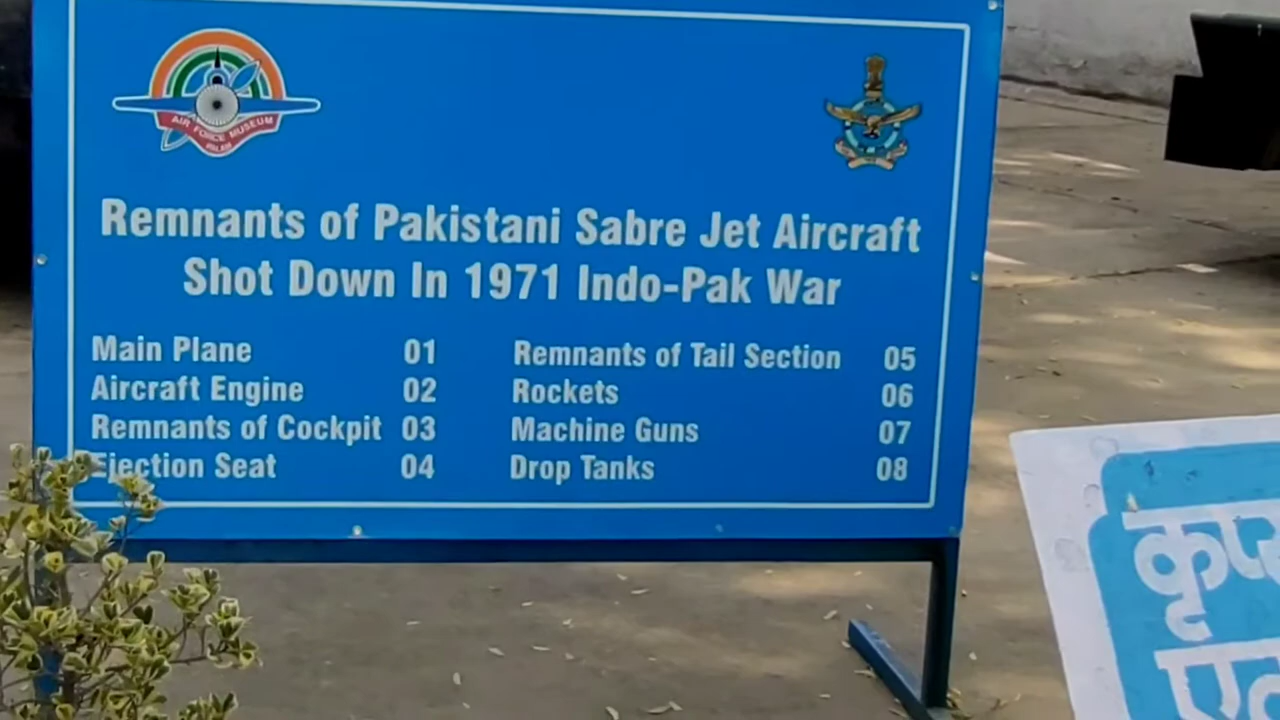 AIR FORCE MUSEUM
PALAM
Remnants of Pakistani Sabre Jet Aircraft
Shot Down In 1971 Indo-Pak War
Main Plane 01 Remnants of Tail Section 05
Aircraft Engine 02 Rockets 06
Remnants of Cockpit 03 Machine Guns 07
Ejection Seat 04 Drop Tanks 08